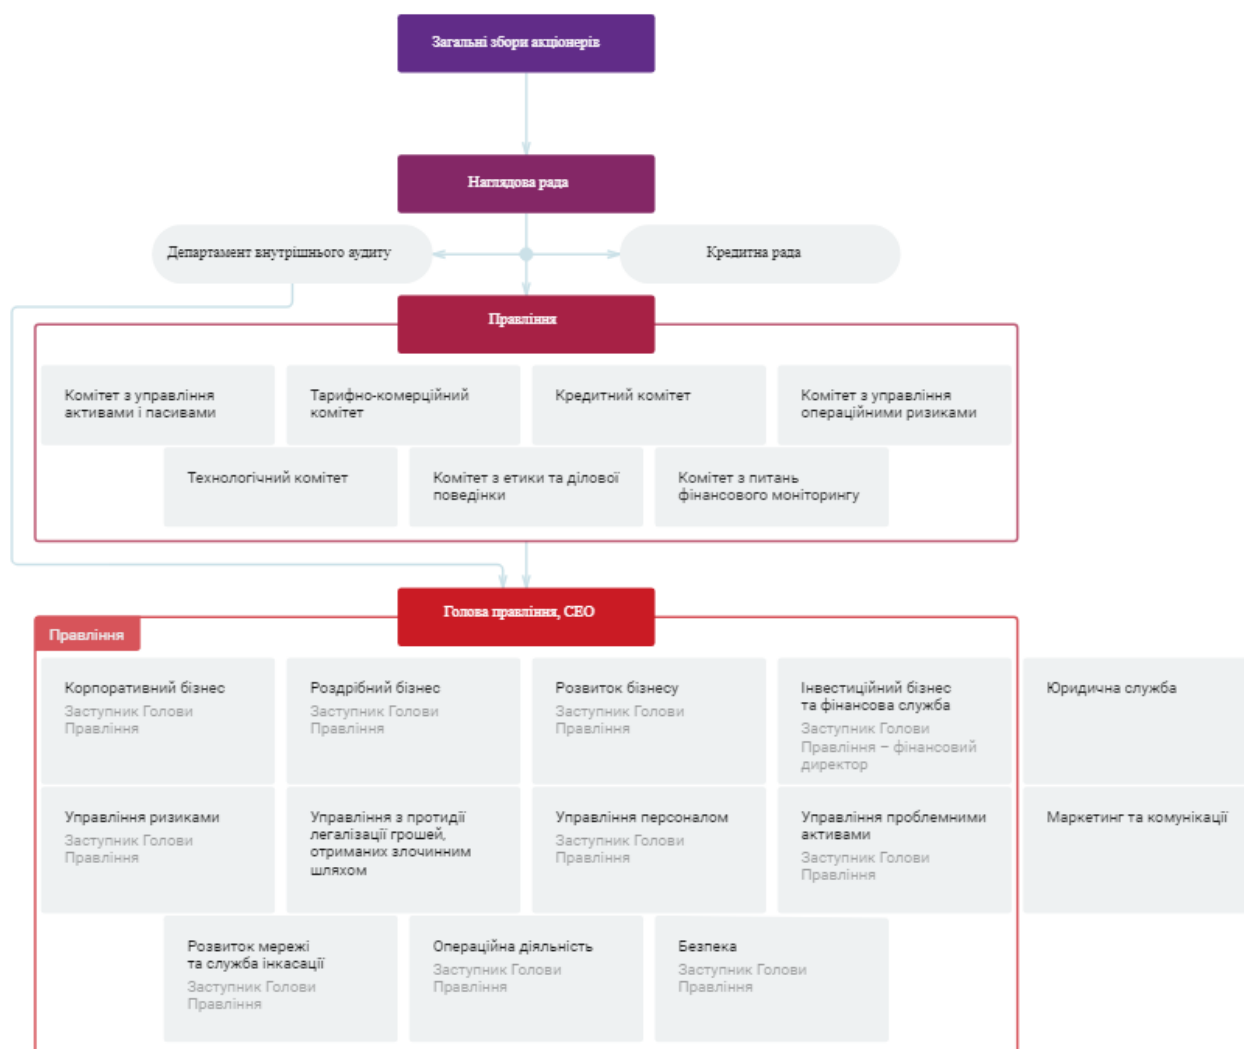 Загальні збори акціонерів
Наглядова рада
Департамент внутрішнього аудиту
Кредитна рада
Правління
Комітет з управління
активами і пасивами
Тарифно-комерційний
комітет
Кредитний комітет
Комітет з управління
операційними ризиками
Технологічний комітет
Комітет з етики та ділової
поведінки
Комітет з питань
фінансового моніторингу
Голова правління, CEO
Правління
Корпоративний бізнес
Заступник Голови
Правління
Роздрібний бізнес
Заступник Голови
Правління
Розвиток бізнесу
Заступник Голови
Правління
Інвестиційний бізнес
та фінансова служба
Заступник Голови
Правління – фінансовий
директор
Юридична служба
Управління ризиками
Заступник Голови
Правління
Управління з протидії
легалізації грошей,
отриманих злочинним
шляхом
Управління персоналом
Заступник Голови
Правління
Управління проблемними
активами
Заступник Голови
Правління
Маркетинг та комунікації
Розвиток мережі
та служба інкасації
Заступник Голови
Правління
Операційна діяльність
Заступник Голови
Правління
Безпека
Заступник Голови
Правління